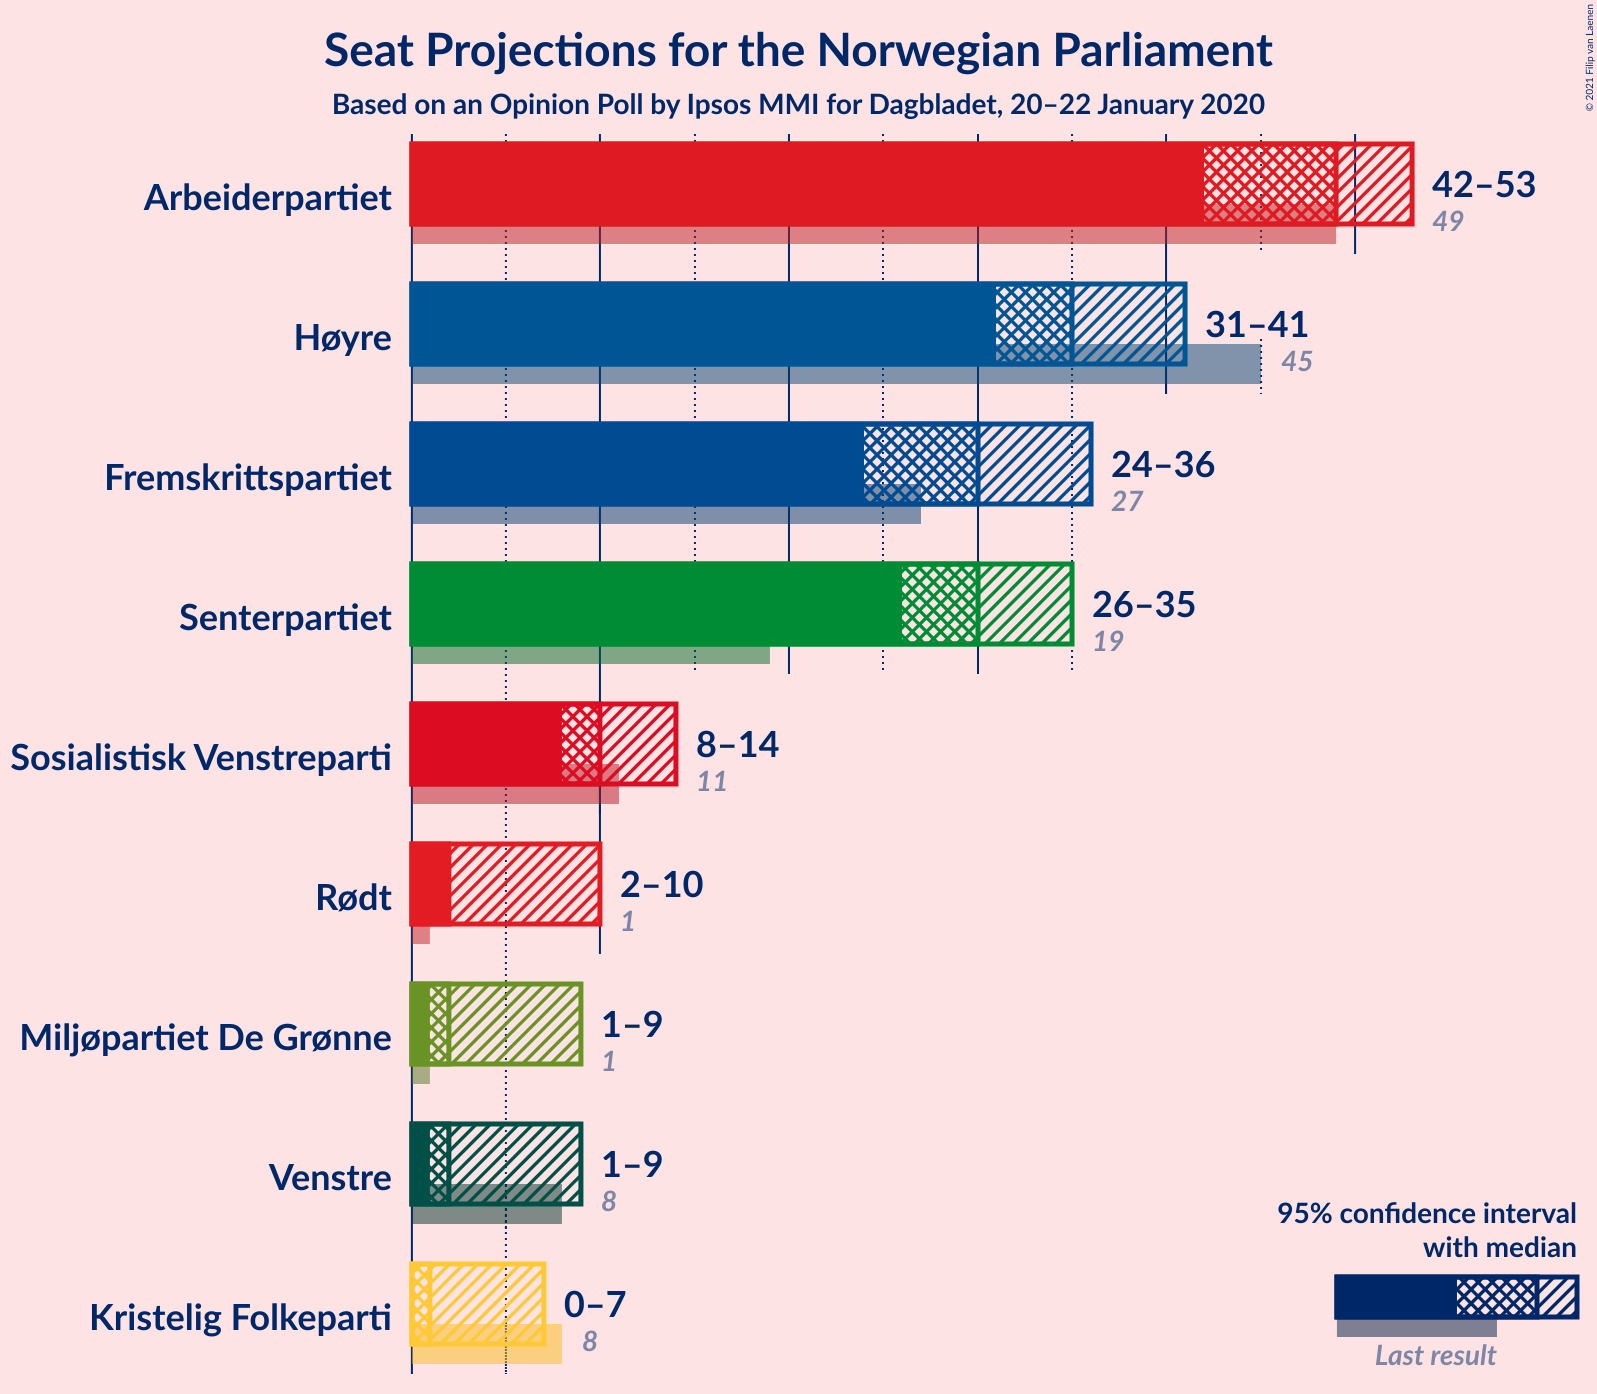 Seat Projections for the Norwegian Parliament
Based on an Opinion Poll by Ipsos MMI for Dagbladet, 20–22 January 2020
© 2021 Filip van Laenen
Arbeiderpartiet
42–53
49
Høyre
31–41
45
Fremskrittspartiet
24–36
27
Senterpartiet
26–35
19
Sosialistisk Venstreparti
8–14
11
Rødt
2–10
1
Miljøpartiet De Grønne
1–9
1
Venstre
1–9
8
Kristelig Folkeparti
0–7
8
95% confidence interval
with median
Last result